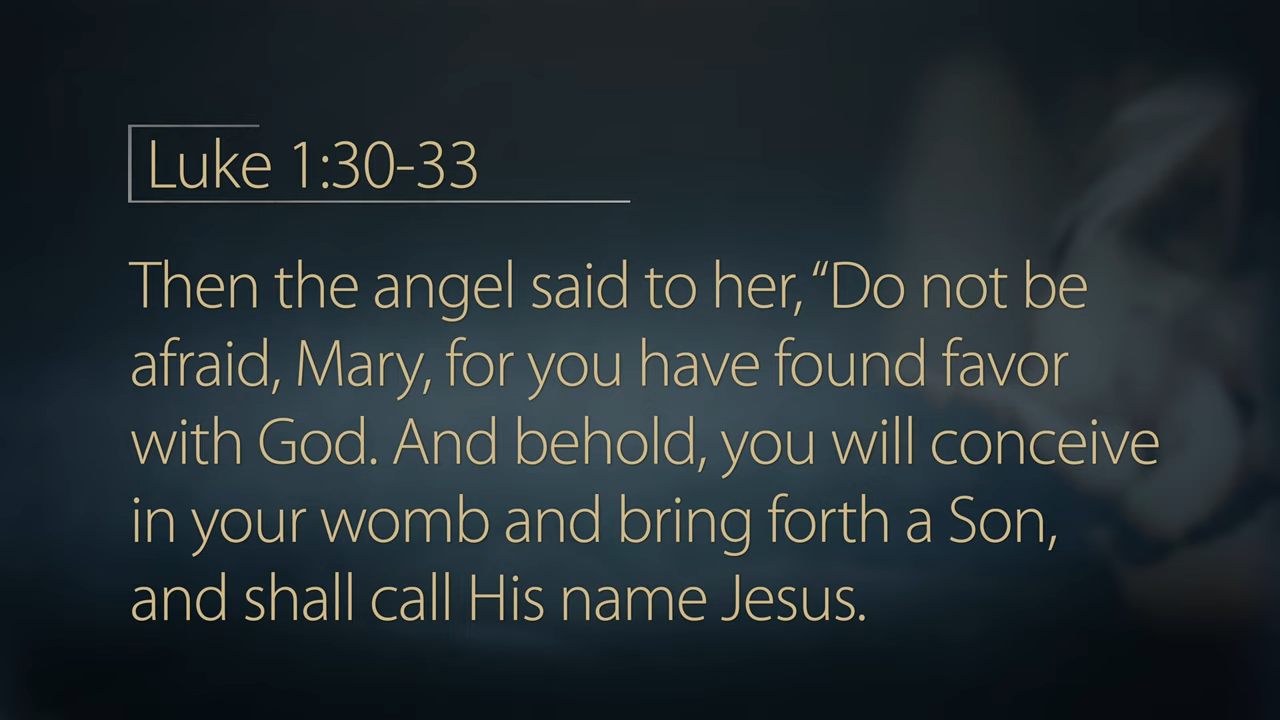 Luke 1:30-33
Then the angel said to her, “Do not be
afraid, Mary, for you have found favor
with God. And behold, you will conceive
in your womb and bring forth a Son,
and shall call His name Jesus.